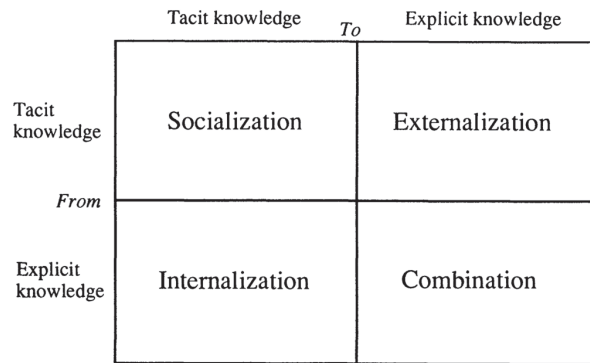 Tacit knowledge
Explicit knowledge
To
Tacit
knowledge
Socialization
Externalization
From
Explicit
knowledge
Internalization
Combination